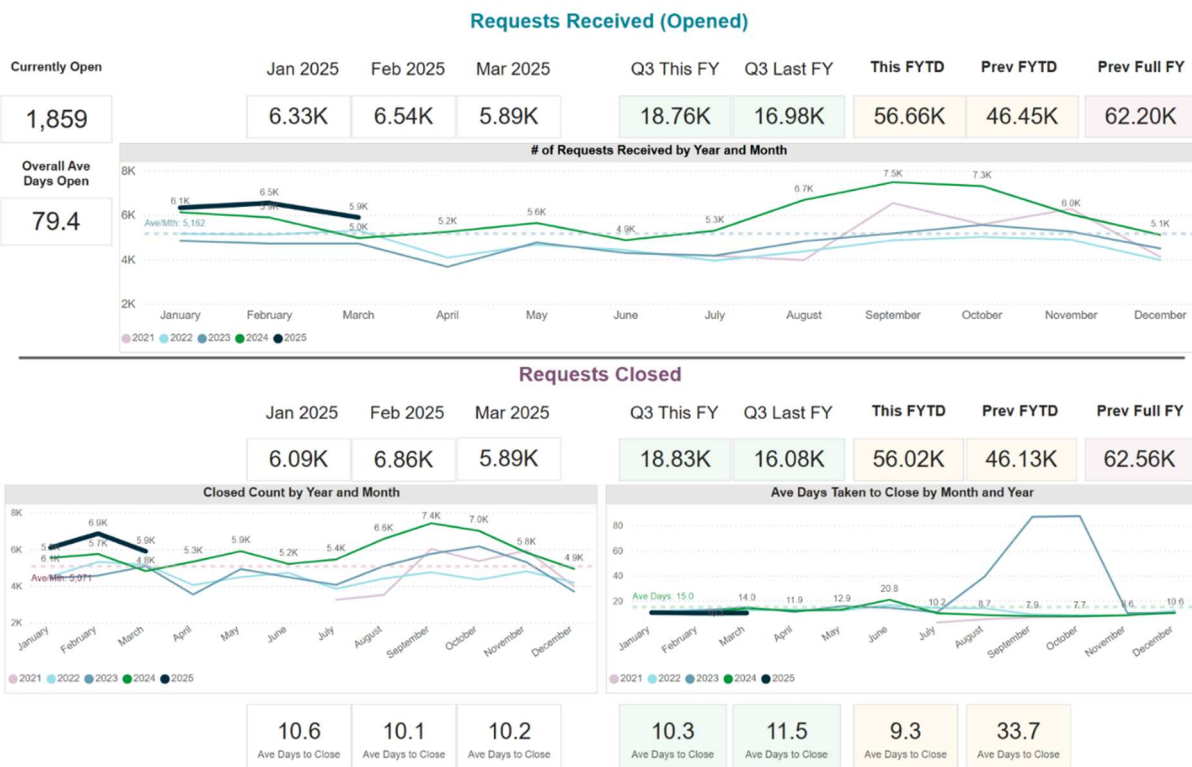 Requests Received (Opened)
Currently Open
Jan 2025 Feb 2025 Mar 2025 Q3 This FY Q3 Last FY This FYTD Prev FYTD Prev Full FY
1,859
6.33K 6.54K 5.89K 18.76K 16.98K 56.66K 46.45K 62.20K
Overall Ave
Days Open
79.4
# of Requests Received by Year and Month
8K
6K
4K
2K
Ave/Mth: 5,162
6.1K 6.5K 5.9K 5.0K 5.2K 5.6K 4.9K 5.3K 6.7K 7.5K 7.3K 6.0K 5.1K
5.9K
January February March April May June July August September October November December
2021 2022 2023 2024 2025
Requests Closed
Jan 2025 Feb 2025 Mar 2025 Q3 This FY Q3 Last FY This FYTD Prev FYTD Prev Full FY
6.09K 6.86K 5.89K 18.83K 16.08K 56.02K 46.13K 62.56K
Closed Count by Year and Month
8K
6K
4K
2K
Ave/Mth: 5,071
6.1K 6.9K 5.7K 5.9K 4.8K 5.3K 5.9K 5.2K 5.4K 6.6K 7.4K 7.0K 5.8K 4.9K
January February March April May June July August September October November December
2021 2022 2023 2024 2025
Ave Days Taken to Close by Month and Year
80
60
40
20
Ave Days: 15.0
14.0 11.9 12.9 20.8 10.2 8.7 7.9 7.7 8.6 10.6
January February March April May June July August September October November December
2021 2022 2023 2024 2025
10.6 10.1 10.2 10.3 11.5 9.3 33.7
Ave Days to Close Ave Days to Close Ave Days to Close Ave Days to Close Ave Days to Close Ave Days to Close Ave Days to Close